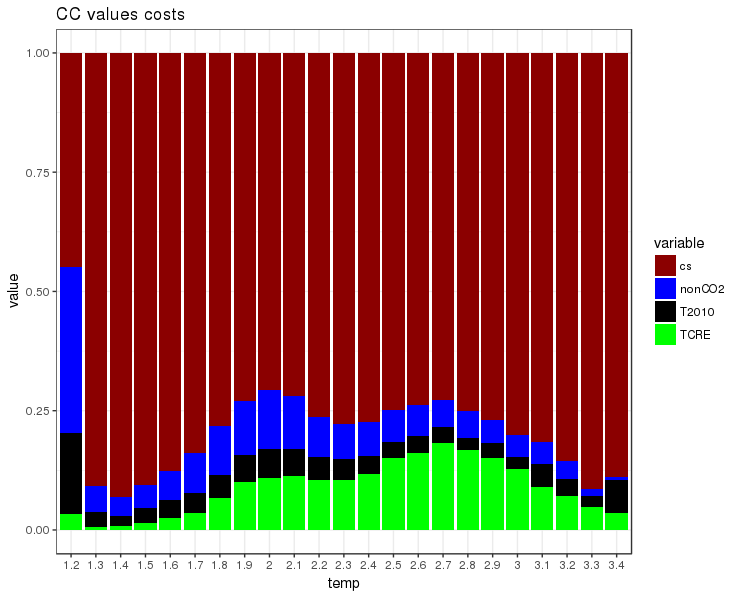 CC values costs
1.00
0.75
0.50
0.25
0.00
value
1.2 1.3 1.4 1.5 1.6 1.7 1.8 1.9 2 2.1 2.2 2.3 2.4 2.5 2.6 2.7 2.8 2.9 3 3.1 3.2 3.3 3.4
temp
variable
cs
nonCO2
T2010
TCRE